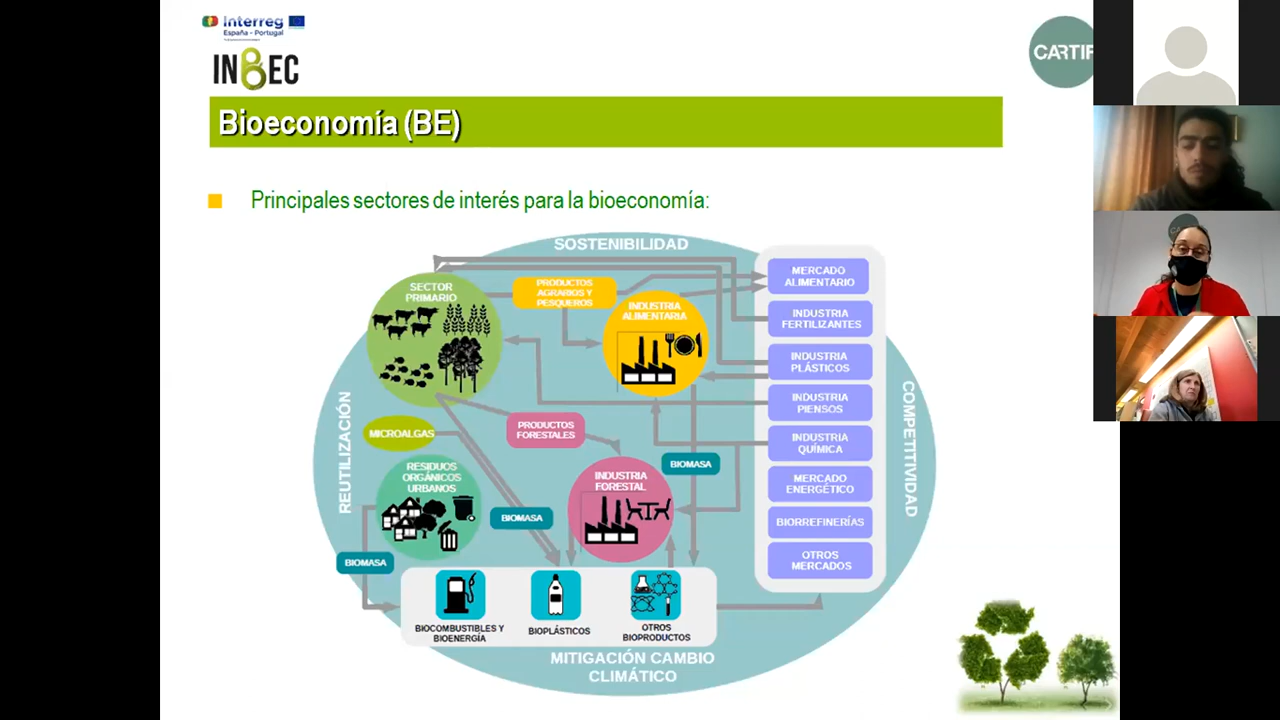 Interreg
España - Portugal
INBEC
CARTIF
Bioeconomía (BE)
Principales sectores de interés para la bioeconomía:
SOSTENIBILIDAD
SECTOR
PRIMARIO
PRODUCTOS
AGRARIOS Y
PESQUEROS
INDUSTRIA
ALIMENTARIA
MERCADO
ALIMENTARIO
INDUSTRIA
FERTILIZANTES
INDUSTRIA
PLÁSTICOS
INDUSTRIA
PIENSOS
INDUSTRIA
QUÍMICA
MERCADO
ENERGÉTICO
BIORREFINERÍAS
OTROS
MERCADOS
COMPETITIVIDAD
REUTILIZACIÓN
MICROALGAS
PRODUCTOS
FORESTALES
RESIDUOS
ORGÁNICOS
URBANOS
INDUSTRIA
FORESTAL
BIOMASA
BIOMASA
BIOMASA
BIOCOMBUSTIBLES Y
BIOENERGÍA
BIOPLÁSTICOS
OTROS
BIOPRODUCTOS
MITIGACIÓN CAMBIO
CLIMÁTICO